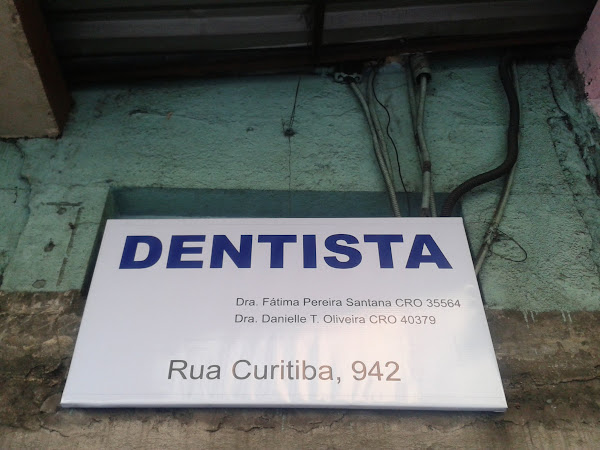 DENTISTA
Dra. Fátima Pereira Santana CRO 35564
Dra. Danielle T. Oliveira CRO 40379
Rua Curitiba, 942